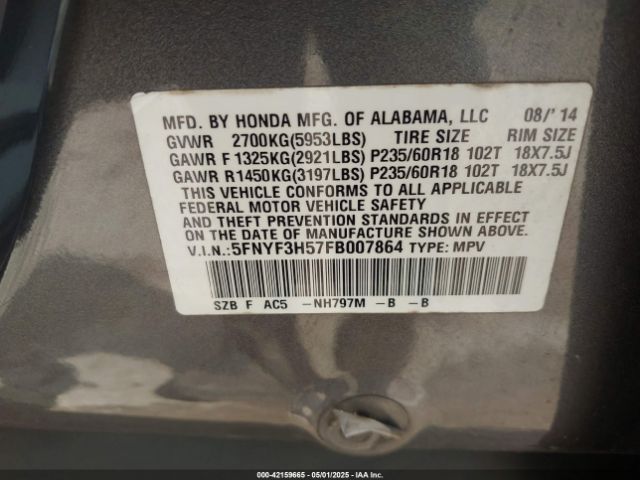 MFD. BY HONDA MFG. OF ALABAMA, LLC 08/'14
GVWR 2700KG(5953LBS) TIRE SIZE RIM SIZE
GAWR F 1325KG(2921LBS) P235/60R18 102T 18X7.5J
GAWR R1450KG(3197LBS) P235/60R18 102T 18X7.5J
THIS VEHICLE CONFORMS TO ALL APPLICABLE
FEDERAL MOTOR VEHICLE SAFETY
AND THEFT PREVENTION STANDARDS IN EFFECT
ON THE DATE OF MANUFACTURE SHOWN ABOVE
V.I.N.:5FNYF3H57FB007864 TYPE: MPV
SZB F AC5 -NH797M -B -B
000-42159665 - 05/01/2025 - IAA Inc.